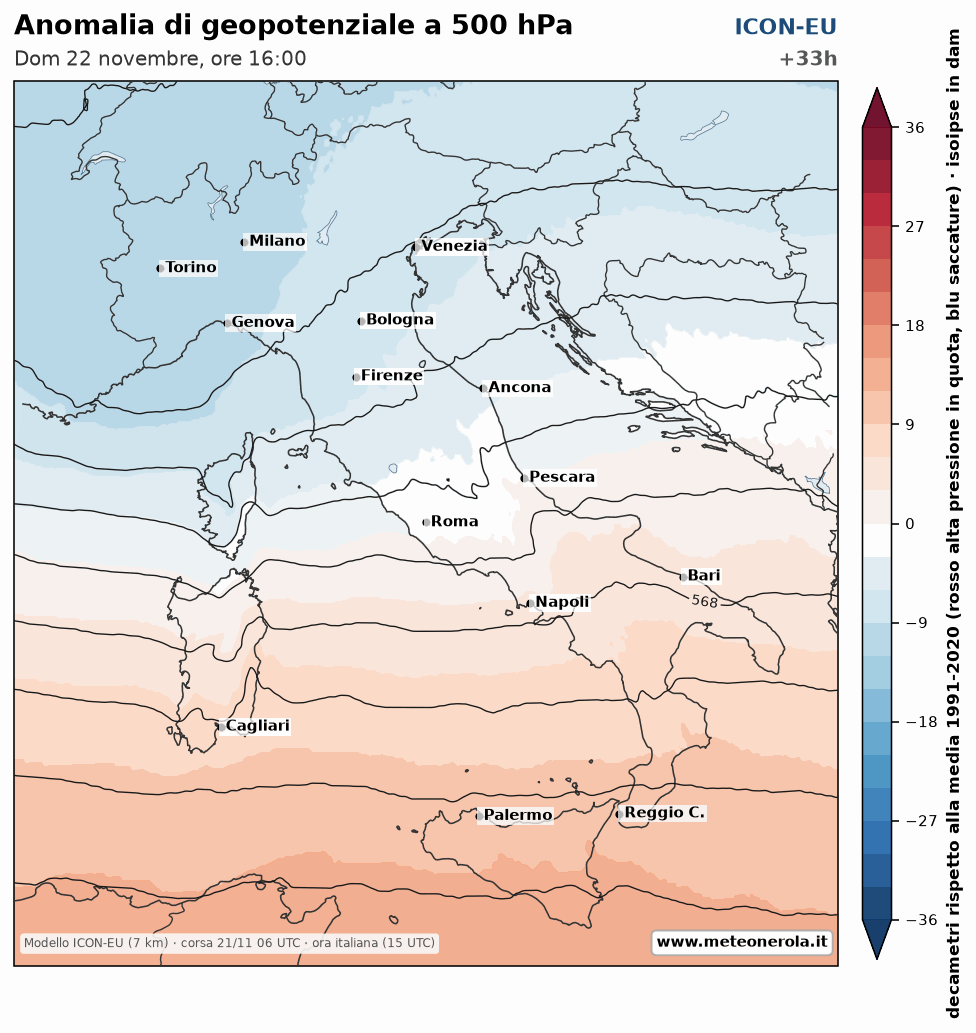 Anomalia di geopotenziale a 500 hPa
ICON-EU
Dom 22 novembre, ore 16:00
+33h
Milano
Venezia
Torino
Genova
Bologna
Firenze
Ancona
Pescara
Roma
Bari
Napoli
568
Cagliari
Palermo
Reggio C.
Modello ICON-EU (7 km) · corsa 21/11 06 UTC · ora italiana (15 UTC)
www.meteonerola.it
36
27
18
9
0
−9
−18
−27
−36
decametri rispetto alla media 1991-2020 (rosso alta pressione in quota, blu saccature) · isoipse in dam